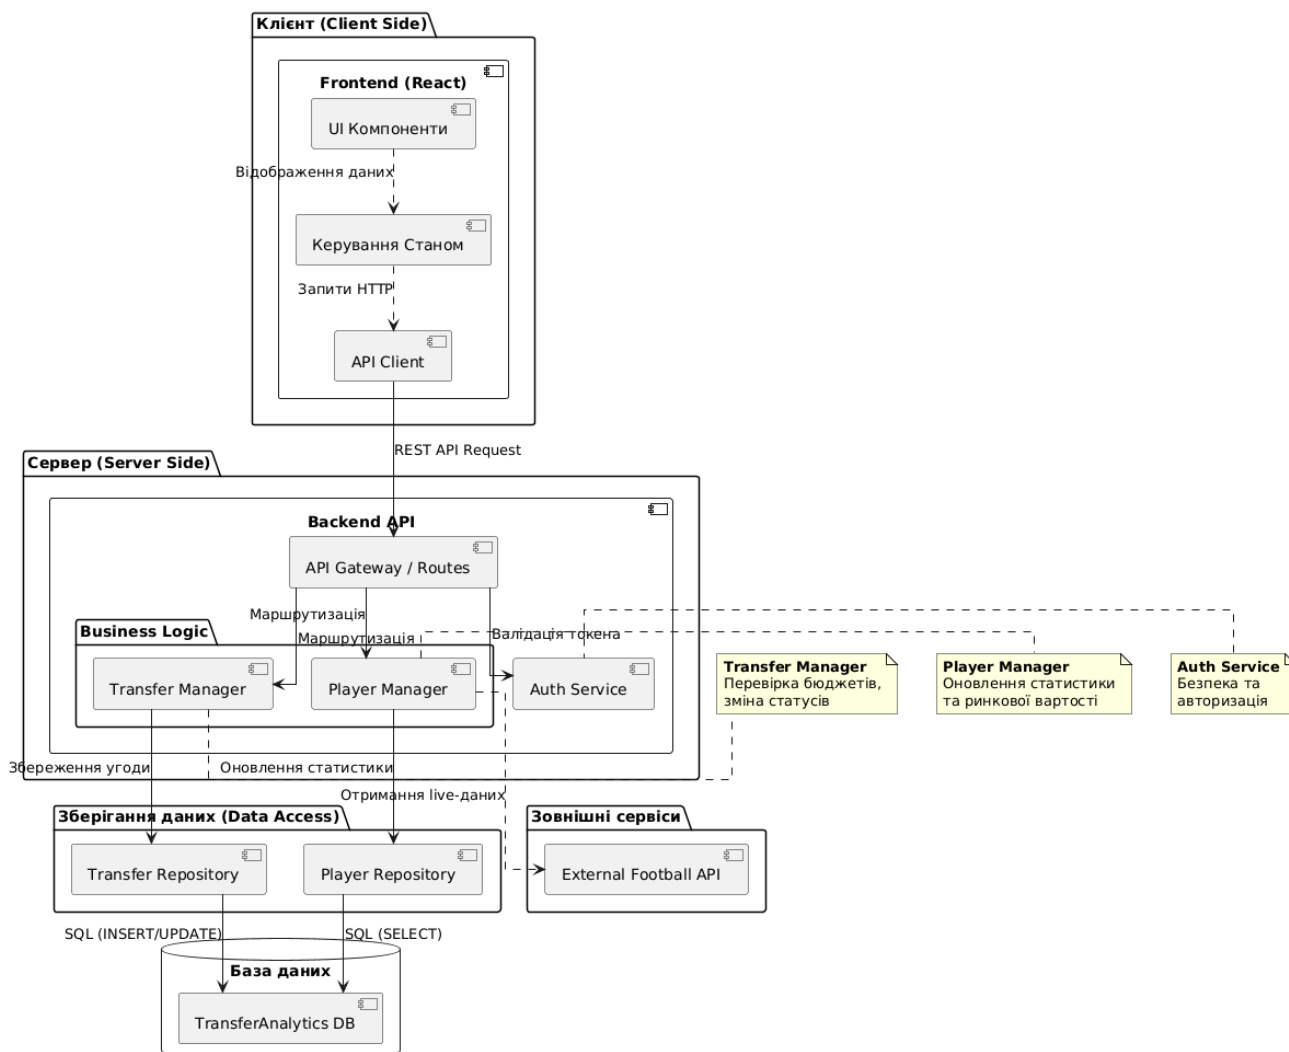 Клієнт (Client Side)
Frontend (React)
UI Компоненти
Відображення даних
Керування Станом
Запити HTTP
API Client
REST API Request
Сервер (Server Side)
Backend API
API Gateway / Routes
Маршрутизація
Business Logic
Маршрутизація
Валідація токена
Transfer Manager
Player Manager
Auth Service
Transfer Manager
Перевірка бюджетів,
зміна статусів
Player Manager
Оновлення статистики
та ринкової вартості
Auth Service
Безпека та
авторизація
Збереження угоди
Оновлення статистики
Отримання live-даних
Зберігання даних (Data Access)
Зовнішні сервіси
Transfer Repository
Player Repository
External Football API
SQL (INSERT/UPDATE)
SQL (SELECT)
База даних
TransferAnalytics DB